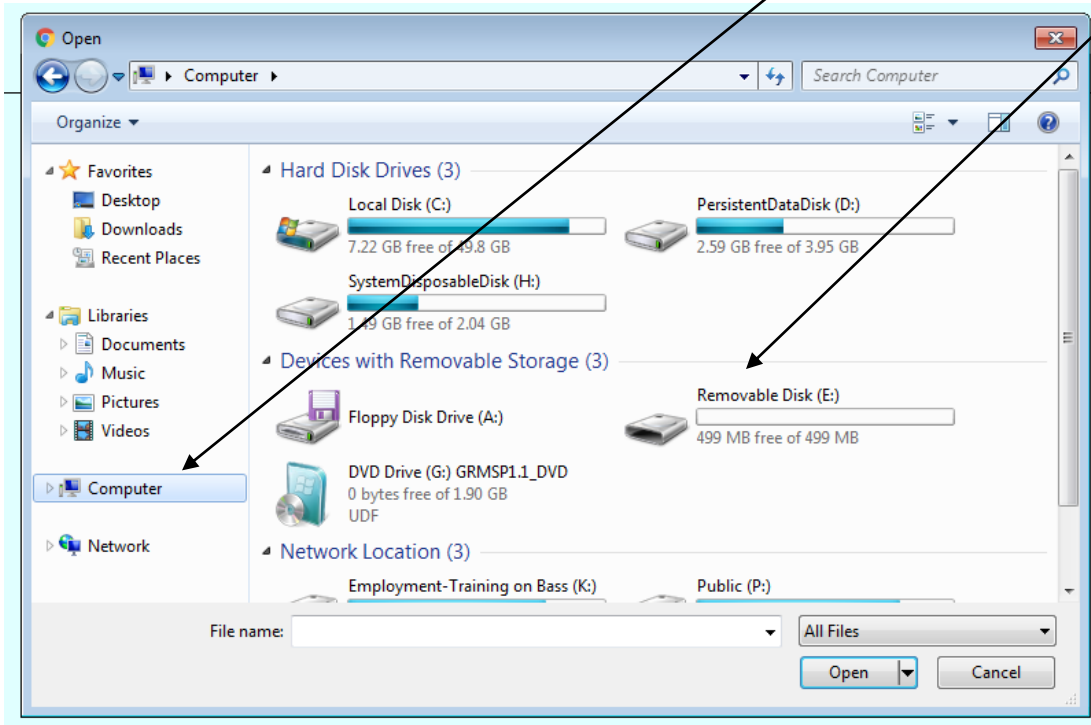 Open
Computer
Search Computer
Organize
Favorites
Desktop
Downloads
Recent Places
Libraries
Documents
Music
Pictures
Videos
Computer
Network
Hard Disk Drives (3)
Local Disk (C:)
7.22 GB free of 49.8 GB
PersistentDataDisk (D:)
2.59 GB free of 3.95 GB
SystemDisposableDisk (H:)
1.49 GB free of 2.04 GB
Devices with Removable Storage (3)
Floppy Disk Drive (A:)
Removable Disk (E:)
499 MB free of 499 MB
DVD Drive (G:) GRMSP1.1_DVD
0 bytes free of 1.90 GB
UDF
Network Location (3)
Employment-Training on Bass (K:)
Public (P:)
File name:
All Files
Open
Cancel